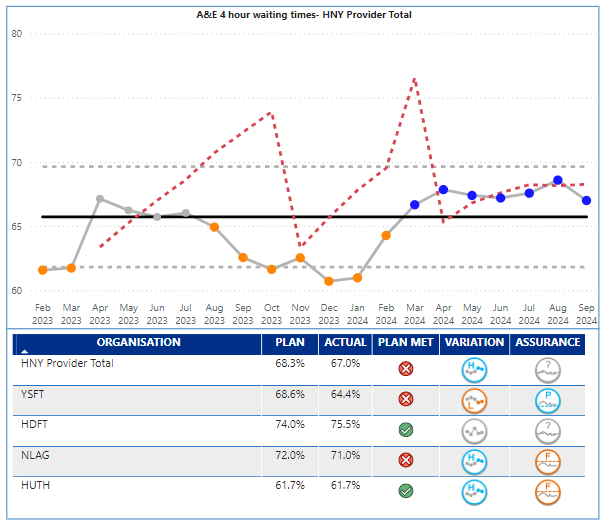 A&E 4 hour waiting times- HNY Provider Total
80
75
70
65
60
Feb 2023 Mar 2023 Apr 2023 May 2023 Jun 2023 Jul 2023 Aug 2023 Sep 2023 Oct 2023 Nov 2023 Dec 2023 Jan 2024 Feb 2024 Mar 2024 Apr 2024 May 2024 Jun 2024 Jul 2024 Aug 2024 Sep 2024
ORGANISATION PLAN ACTUAL PLAN MET VARIATION ASSURANCE
HNY Provider Total 68.3% 67.0% H ?
YSFT 68.6% 64.4% L P
HDFT 74.0% 75.5% ?
NLAG 72.0% 71.0% H F
HUTH 61.7% 61.7% H F